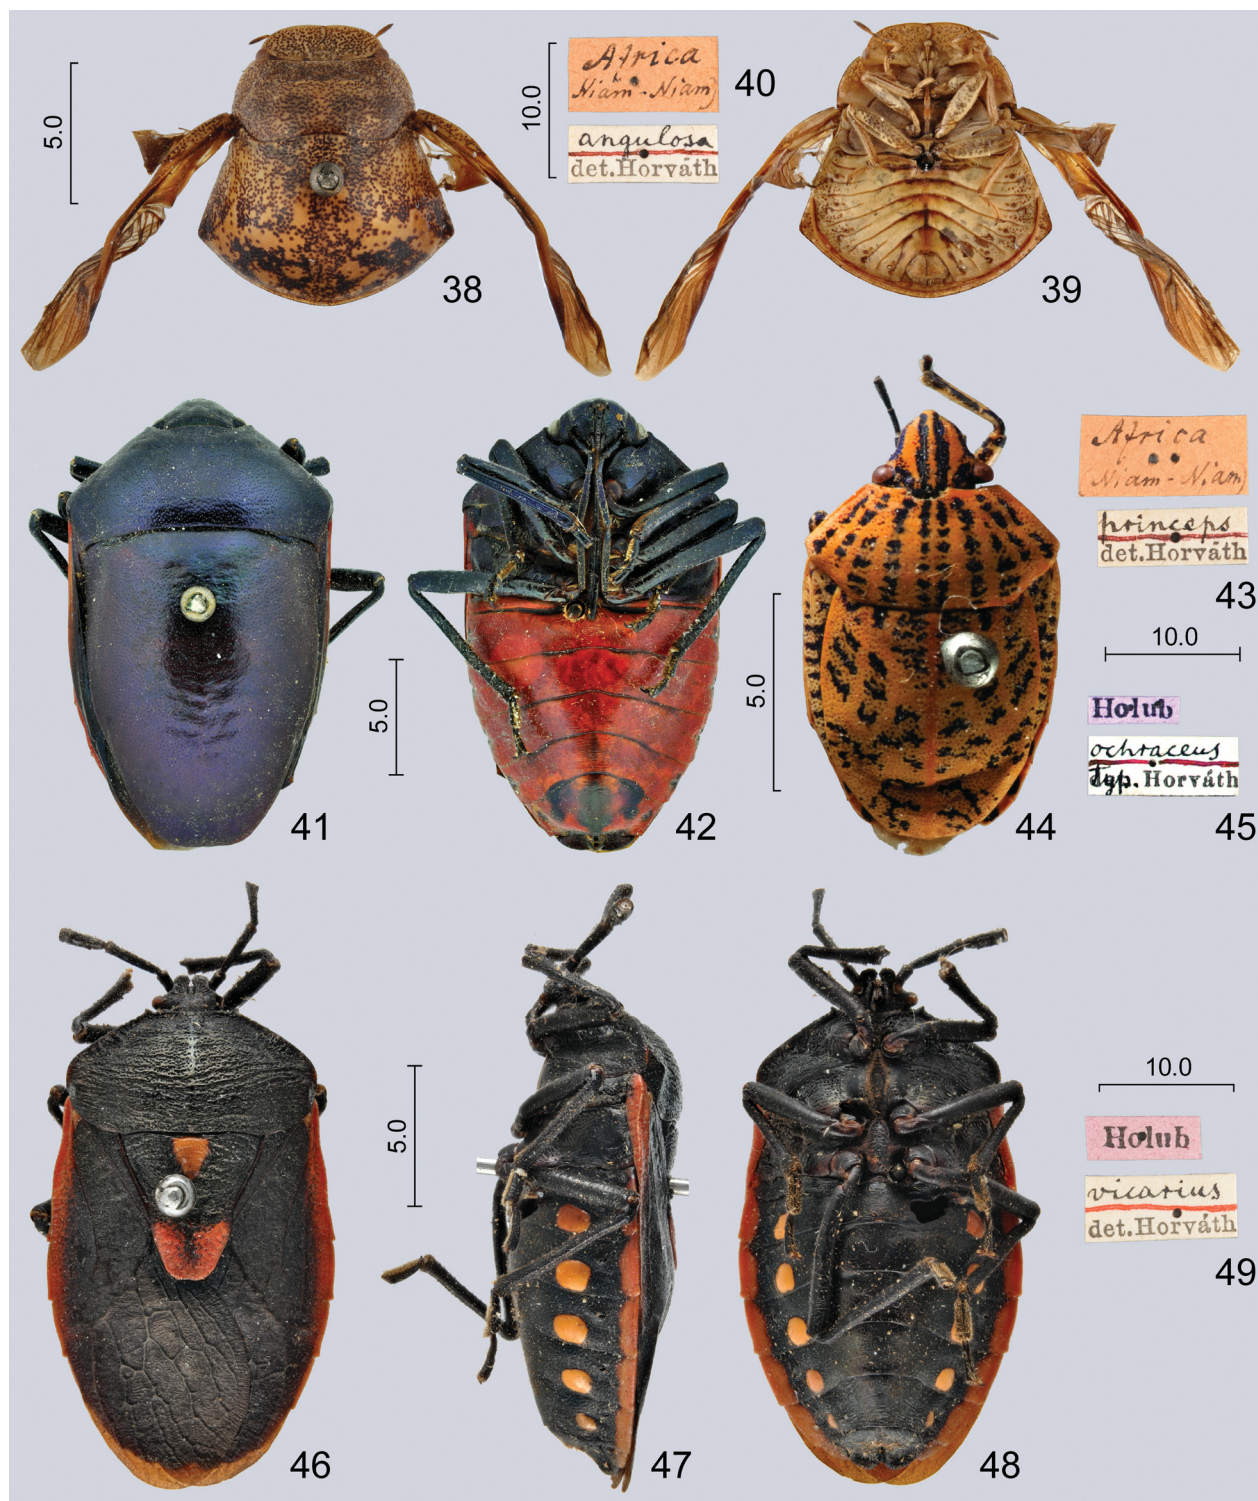 5.0
38
10.0
Africa
Niam-Niam)
angulosa
det.Horváth
40
39
41
5.0
42
5.0
44
Africa
(Niam-Niam)
princeps
det.Horváth
43
10.0
Holub
ochraceus
Typ. Horváth
45
46
5.0
47
48
10.0
Holub
vicarius
det.Horváth
49